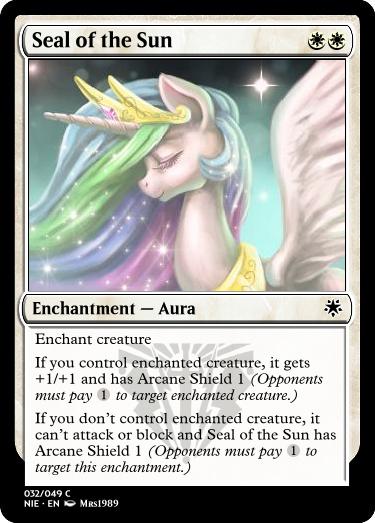 Seal of the Sun
Enchantment — Aura
Enchant creature
If you control enchanted creature, it gets
+1/+1 and has Arcane Shield 1 (Opponents
must pay 1 to target enchanted creature.)
If you don't control enchanted creature, it
can't attack or block and Seal of the Sun has
Arcane Shield 1 (Opponents must pay 1 to
target this enchantment.)
032/049 C
NIE • EN Mrs1989